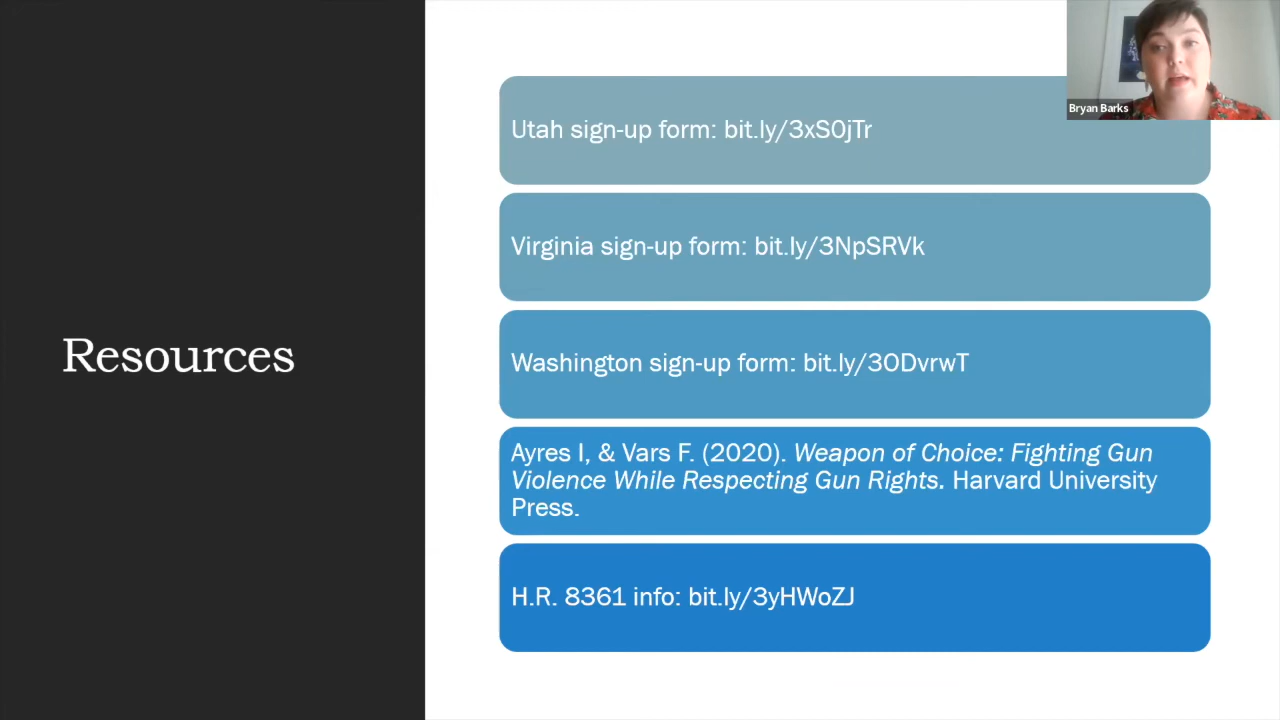 Resources
Utah sign-up form: bit.ly/3xS0jTr
Virginia sign-up form: bit.ly/3NpSRVk
Washington sign-up form: bit.ly/3ODvrwT
Ayres I, & Vars F. (2020). Weapon of Choice: Fighting Gun
Violence While Respecting Gun Rights. Harvard University
Press.
H.R. 8361 info: bit.ly/3yHWoZJ
Bryan Barks